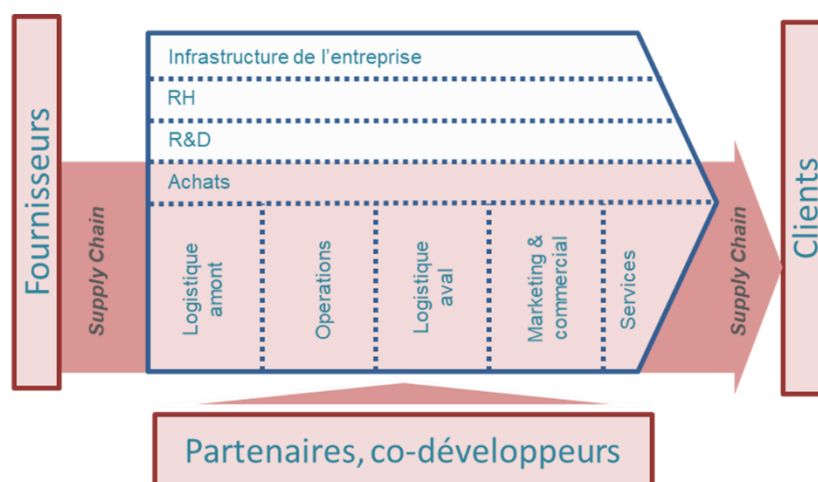 Fournisseurs
Supply Chain
Infrastructure de l'entreprise
RH
R&D
Achats
Logistique
amont
Operations
Logistique
aval
Marketing &
commercial
Services
Supply Chain
Clients
Partenaires, co-développeurs